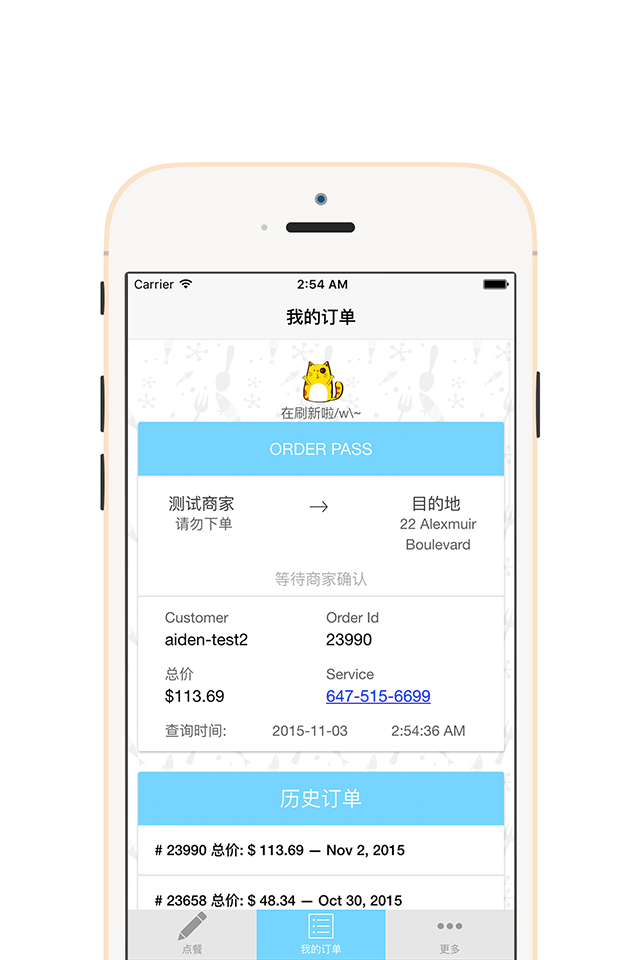 Carrier 2:54 AM
我的订单
在刷新啦/w\~
ORDER PASS
测试商家 → 目的地
请勿下单 22 Alexmuir
Boulevard
等待商家确认
Customer Order Id
aiden-test2 23990
总价 Service
$113.69 647-515-6699
查询时间: 2015-11-03 2:54:36 AM
历史订单
# 23990 总价: $ 113.69 — Nov 2, 2015
# 23658 总价: $ 48.34 — Oct 30, 2015
点餐 我的订单 更多